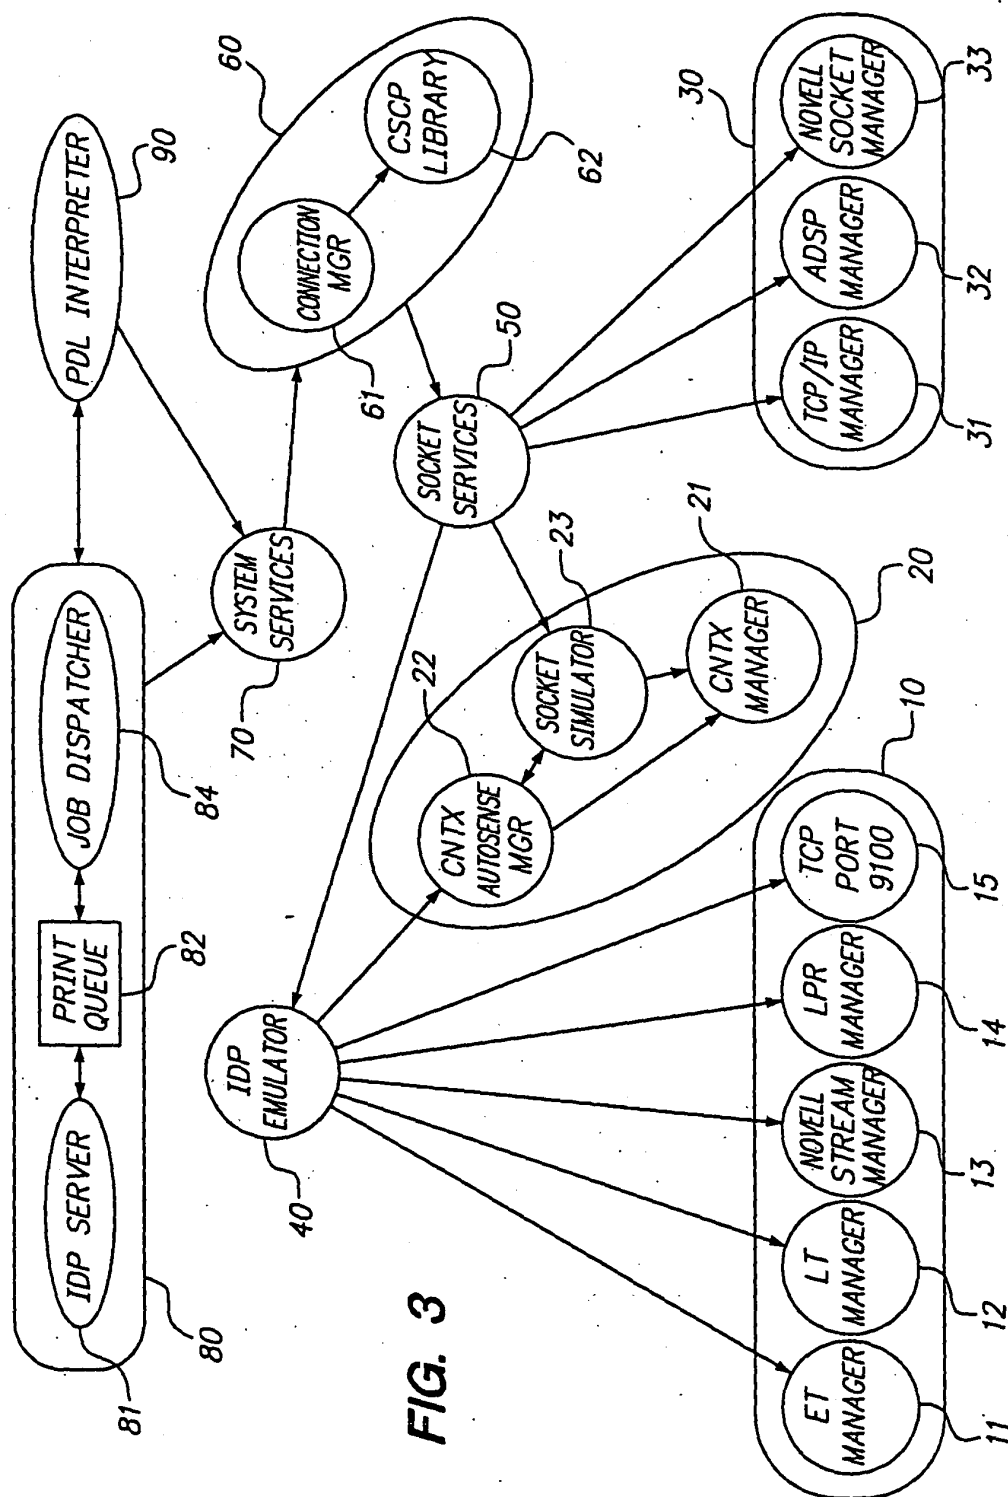 IDP SERVER
81
PRINT
QUEUE
82
JOB DISPATCHER
84
80
PDL INTERPRETER
90
SYSTEM
SERVICES
70
CONNECTION
MGR
61
CSCP
LIBRARY
62
60
SOCKET
SERVICES
50
IDP
EMULATOR
40
CNTX
AUTOSENSE
MGR
22
SOCKET
SIMULATOR
23
CNTX
MANAGER
21
20
ET
MANAGER
11
LT
MANAGER
12
NOVELL
STREAM
MANAGER
13
LPR
MANAGER
14
TCP
PORT
9100
15
10
TCP/IP
MANAGER
31
ADSP
MANAGER
32
NOVELL
SOCKET
MANAGER
33
30
FIG. 3